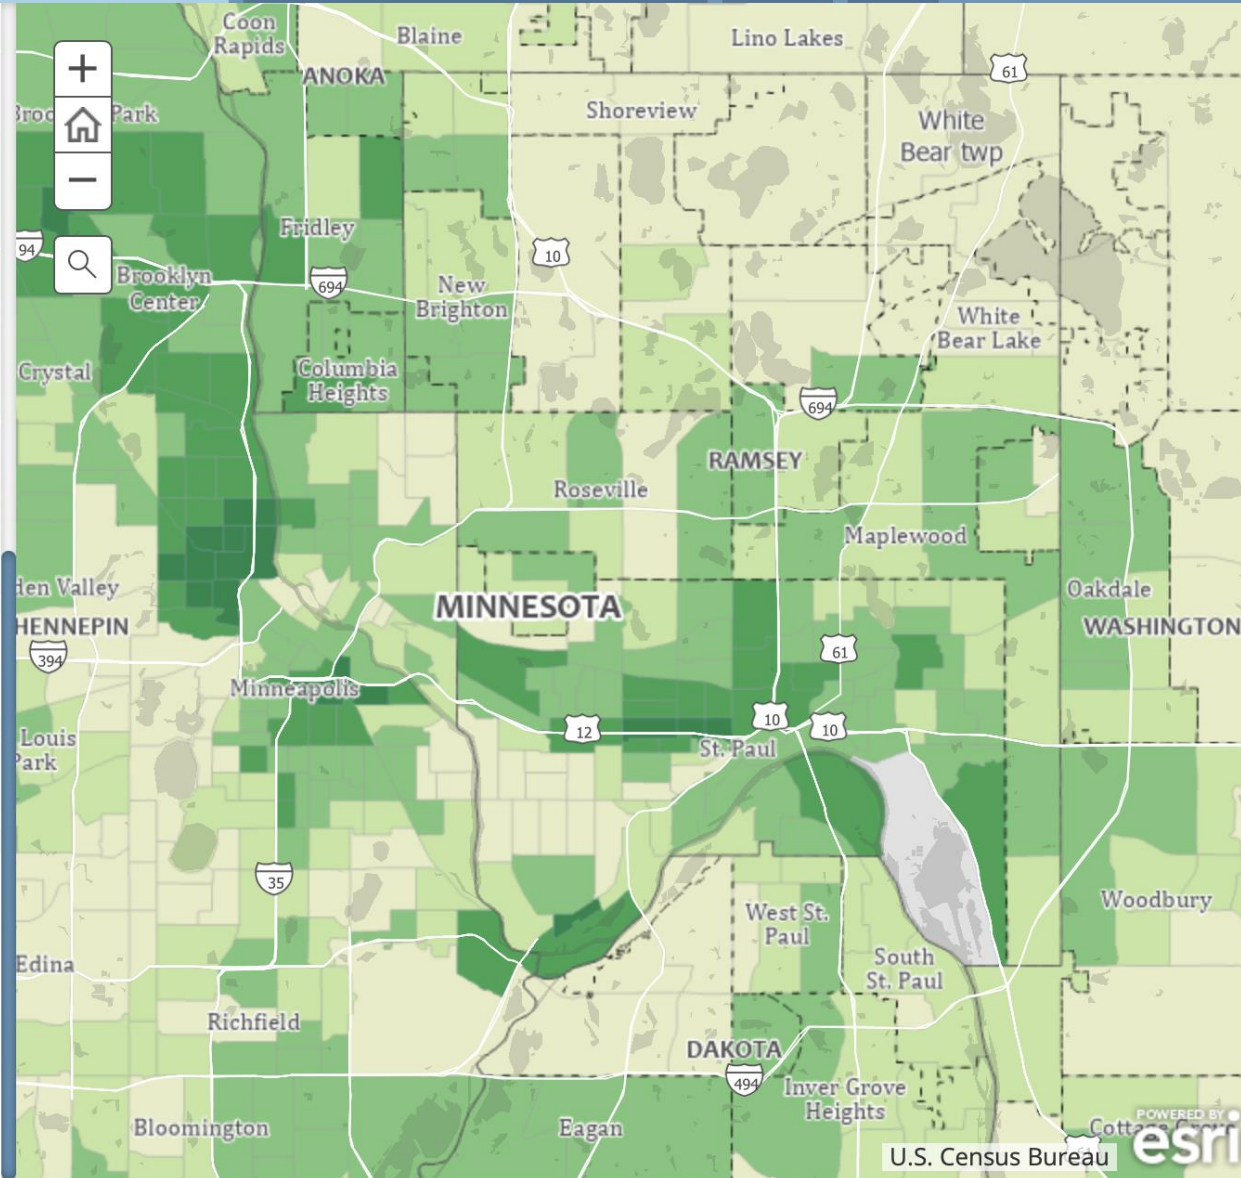 Coon
Rapids
Blaine
Lino Lakes
61
ANOKA
Park
Shoreview
White
Bear twp
Fridley
94
10
Brooklyn
Center
694
New
Brighton
White
Bear Lake
Crystal
Columbia
Heights
694
RAMSEY
Roseville
Maplewood
den Valley
MINNESOTA
Oakdale
HENNEPIN
WASHINGTON
394
61
Minneapolis
10
10
12
Louis
Park
St. Paul
35
Woodbury
West St.
Paul
Edina
South
St. Paul
Richfield
DAKOTA
494
Inver Grove
Heights
Bloomington
Eagan
POWERED BY
esri
U.S. Census Bureau